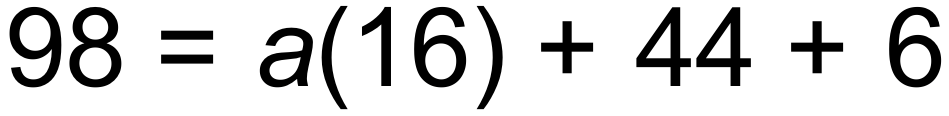 98 = a(16) + 44 + 6